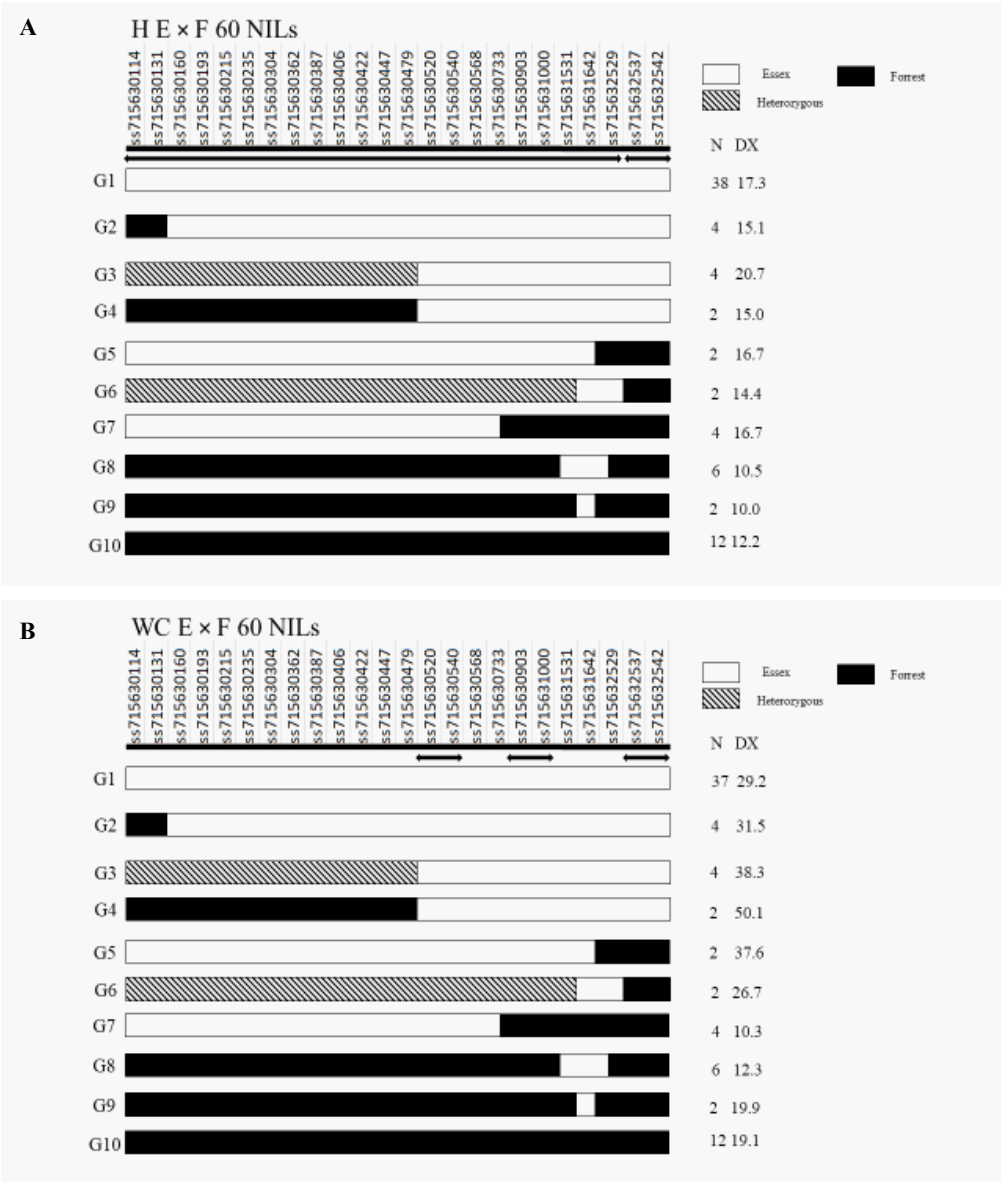 A
H E × F 60 NILs
ss715630114
ss715630131
ss715630160
ss715630193
ss715630215
ss715630235
ss715630304
ss715630362
ss715630387
ss715630406
ss715630422
ss715630447
ss715630479
ss715630520
ss715630540
ss715630568
ss715630733
ss715630903
ss715631000
ss715631531
ss715631642
ss715632529
ss715632537
ss715632542
Essex
Forrest
Heterozygous
N DX
G1 38 17.3
G2 4 15.1
G3 4 20.7
G4 2 15.0
G5 2 16.7
G6 2 14.4
G7 4 16.7
G8 6 10.5
G9 2 10.0
G10 12 12.2
B
WC E × F 60 NILs
ss715630114
ss715630131
ss715630160
ss715630193
ss715630215
ss715630235
ss715630304
ss715630362
ss715630387
ss715630406
ss715630422
ss715630447
ss715630479
ss715630520
ss715630540
ss715630568
ss715630733
ss715630903
ss715631000
ss715631531
ss715631642
ss715632529
ss715632537
ss715632542
Essex
Forrest
Heterozygous
N DX
G1 37 29.2
G2 4 31.5
G3 4 38.3
G4 2 50.1
G5 2 37.6
G6 2 26.7
G7 4 10.3
G8 6 12.3
G9 2 19.9
G10 12 19.1